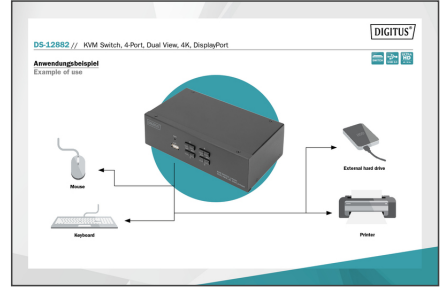 DIGITUS®
DS-12882 // KVM Switch, 4-Port, Dual View, 4K, DisplayPort
Anwendungsbeispiel
Example of use
Mouse
External hard drive
Keyboard
Printer